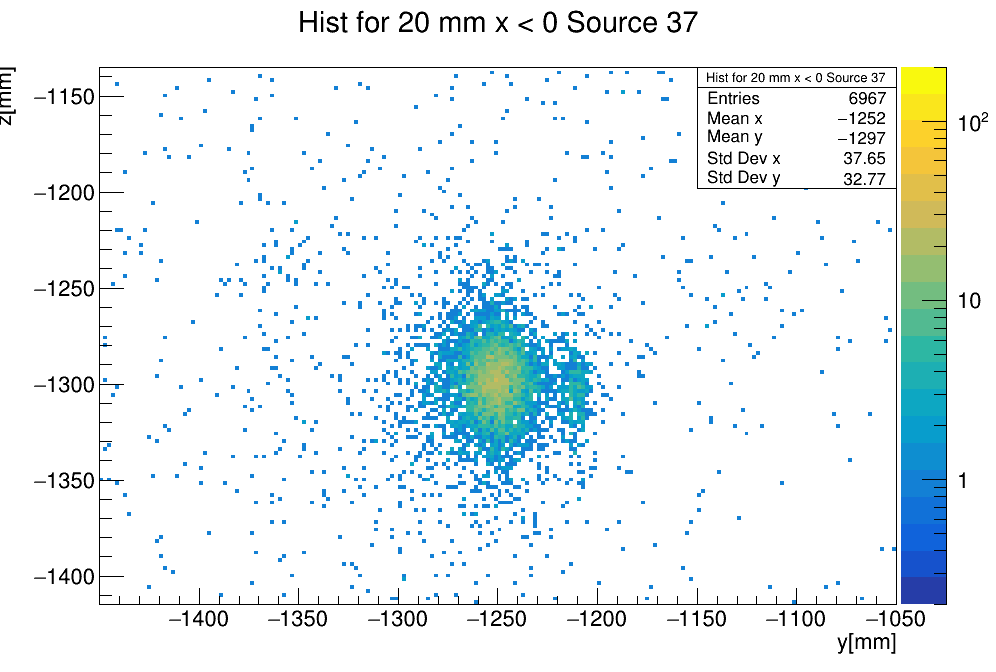 Hist for 20 mm x < 0 Source 37
z[mm]
−1150
−1200
−1250
−1300
−1350
−1400
Hist for 20 mm x < 0 Source 37
Entries 6967
Mean x −1252
Mean y −1297
Std Dev x 37.65
Std Dev y 32.77
10²
10
1
−1400 −1350 −1300 −1250 −1200 −1150 −1100 −1050
y[mm]